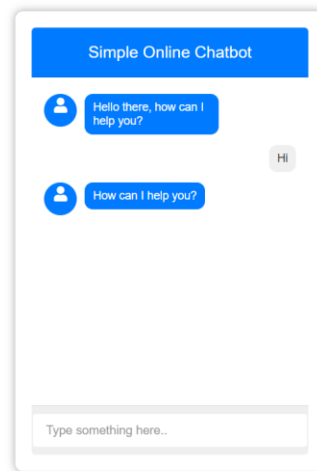 Simple Online Chatbot
Hello there, how can I
help you?
Hi
How can I help you?
Type something here..